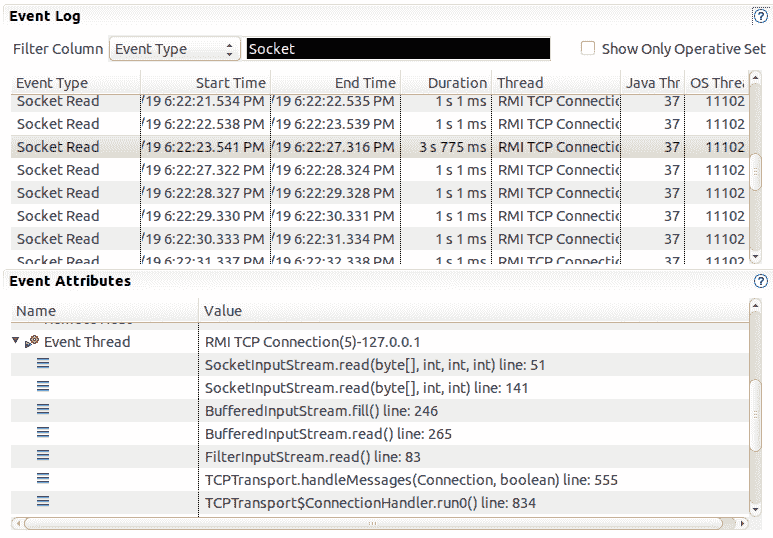 Event Log
Filter Column Event Type Socket Show Only Operative Set
Event Type Start Time End Time Duration Thread Java Thr OS Threa
Socket Read /19 6:22:21.534 PM /19 6:22:22.535 PM 1 s 1 ms RMI TCP Connectio 37 11102
Socket Read /19 6:22:22.538 PM /19 6:22:23.539 PM 1 s 1 ms RMI TCP Connectio 37 11102
Socket Read /19 6:22:23.541 PM /19 6:22:27.316 PM 3 s 775 ms RMI TCP Connectio 37 11102
Socket Read /19 6:22:27.322 PM /19 6:22:28.324 PM 1 s 1 ms RMI TCP Connectio 37 11102
Socket Read /19 6:22:28.327 PM /19 6:22:29.328 PM 1 s 1 ms RMI TCP Connectio 37 11102
Socket Read /19 6:22:29.330 PM /19 6:22:30.331 PM 1 s 1 ms RMI TCP Connectio 37 11102
Socket Read /19 6:22:30.333 PM /19 6:22:31.334 PM 1 s 1 ms RMI TCP Connectio 37 11102
Socket Read /19 6:22:31.337 PM /19 6:22:32.338 PM 1 s 1 ms RMI TCP Connectio 37 11102
Event Attributes
Name Value
Event Thread RMI TCP Connection(5)-127.0.0.1
SocketInputStream.read(byte[], int, int, int) line: 51
SocketInputStream.read(byte[], int, int) line: 141
BufferedInputStream.fill() line: 246
BufferedInputStream.read() line: 265
FilterInputStream.read() line: 83
TCPTransport.handleMessages(Connection, boolean) line: 555
TCPTransport$ConnectionHandler.run0() line: 834